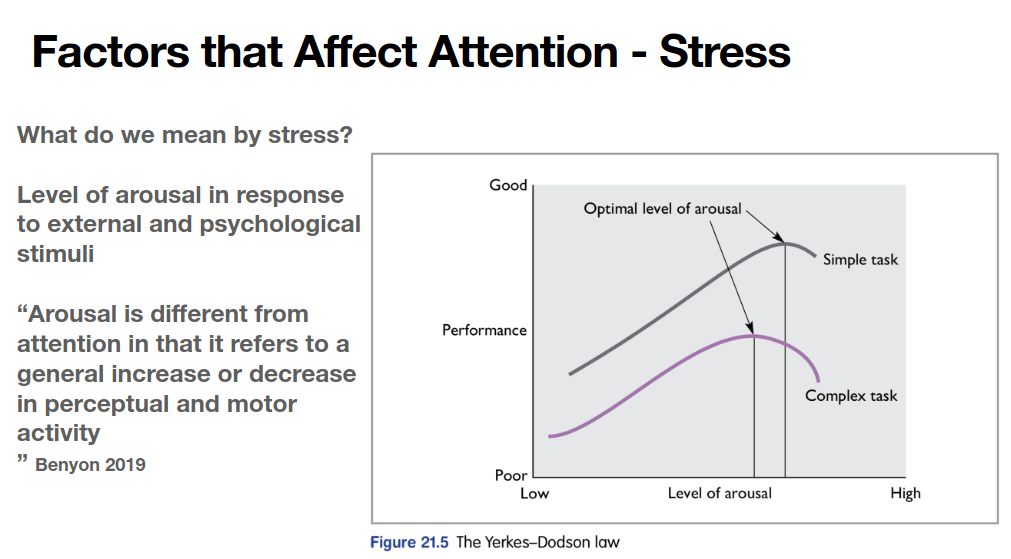 Factors that Affect Attention - Stress
What do we mean by stress?
Level of arousal in response
to external and psychological
stimuli
“Arousal is different from
attention in that it refers to a
general increase or decrease
in perceptual and motor
activity
” Benyon 2019
Good
Optimal level of arousal
Simple task
Performance
Complex task
Poor
Low
Level of arousal
High
Figure 21.5 The Yerkes–Dodson law